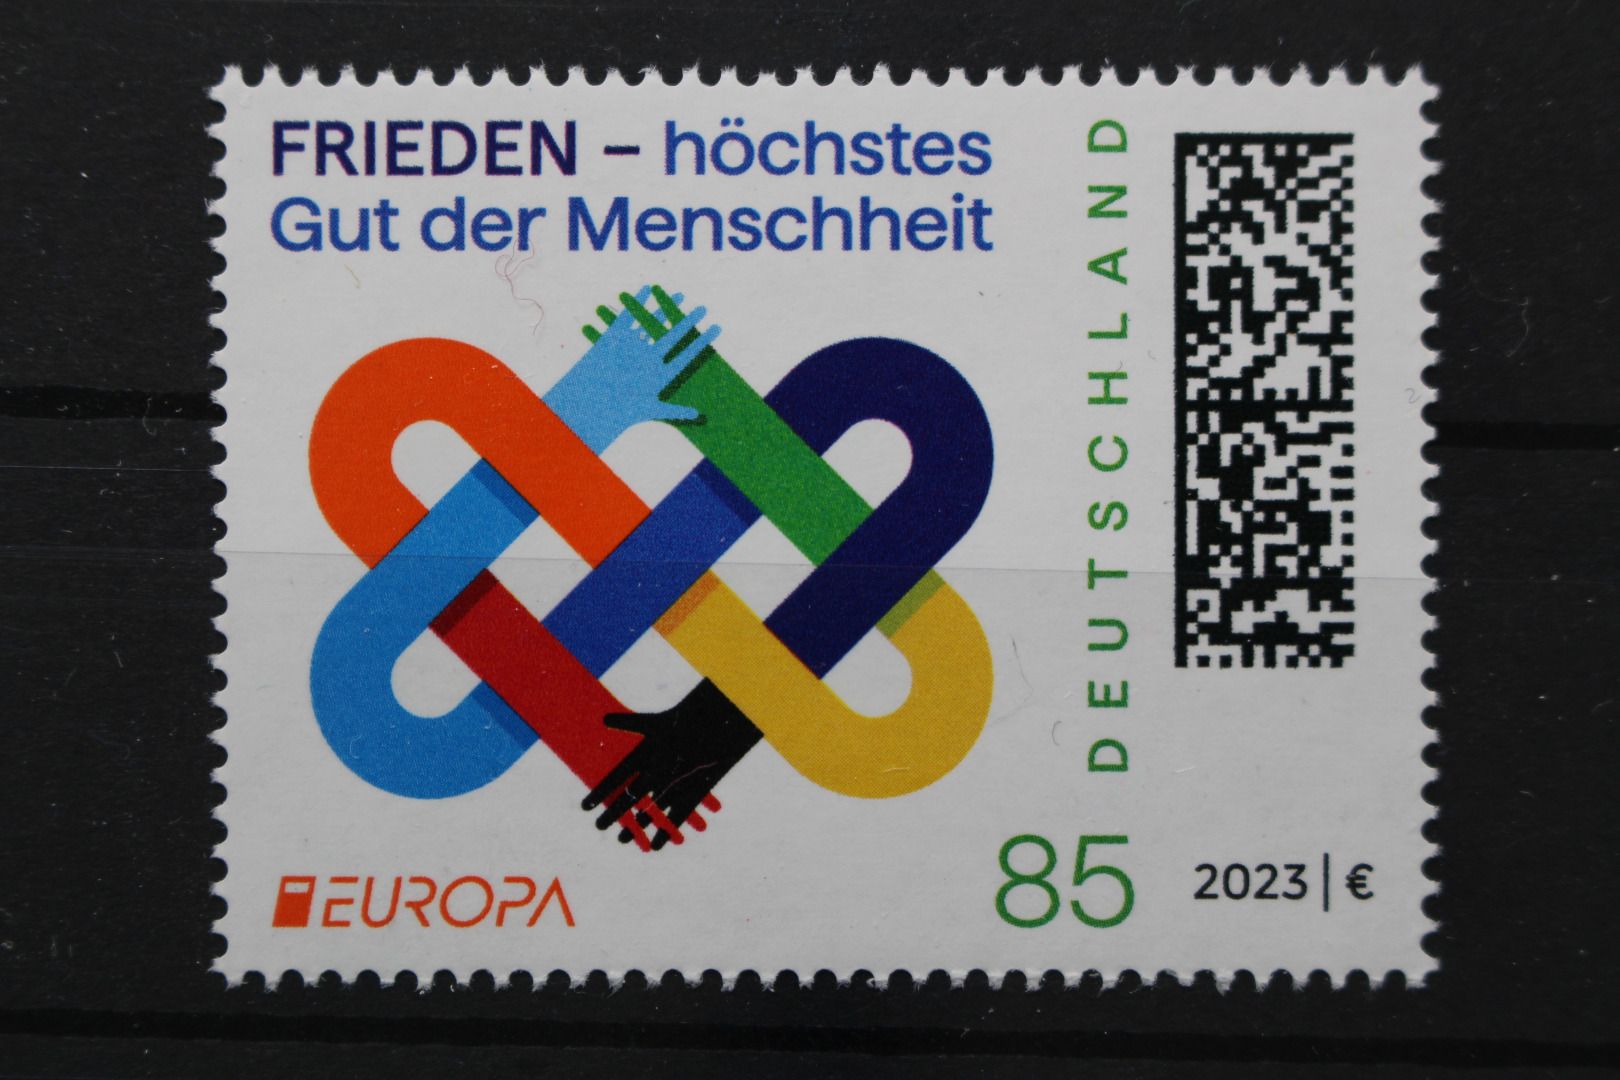 FRIEDEN – höchstes
Gut der Menschheit
DEUTSCHLAND
EUROPA
85
2023 | €